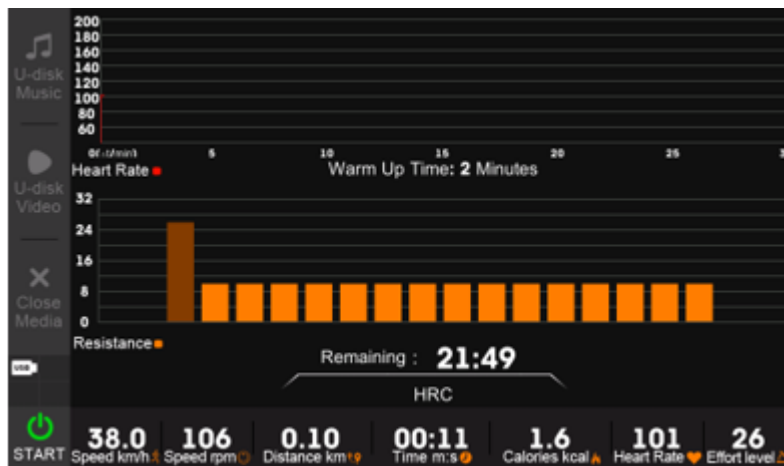 200
180
160
140
120
100
80
60
5 10 15 20 25
Heart Rate
Warm Up Time: 2 Minutes
U-disk
Music
U-disk
Video
Close
Media
32
24
16
8
0
Resistance
Remaining : 21:49
HRC
USB
START
38.0 106 0.10 00:11 1.6 101 26
Speed km/h Speed rpm Distance km Time m:s Calories kcal Heart Rate Effort level